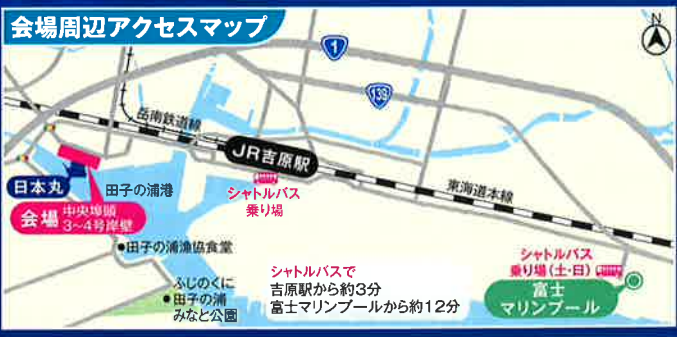 会場周辺アクセスマップ
N
1
139
岳南鉄道線
JR吉原駅
東海道本線
シャトルバス
乗り場
日本丸
田子の浦港
会場
中央埠頭
3～4号岸壁
●田子の浦漁協食堂
ふじのくに
●田子の浦
みなと公園
シャトルバスで
吉原駅から約3分
富士マリンプールから約12分
シャトルバス
乗り場(土・日)
富士
マリンプール